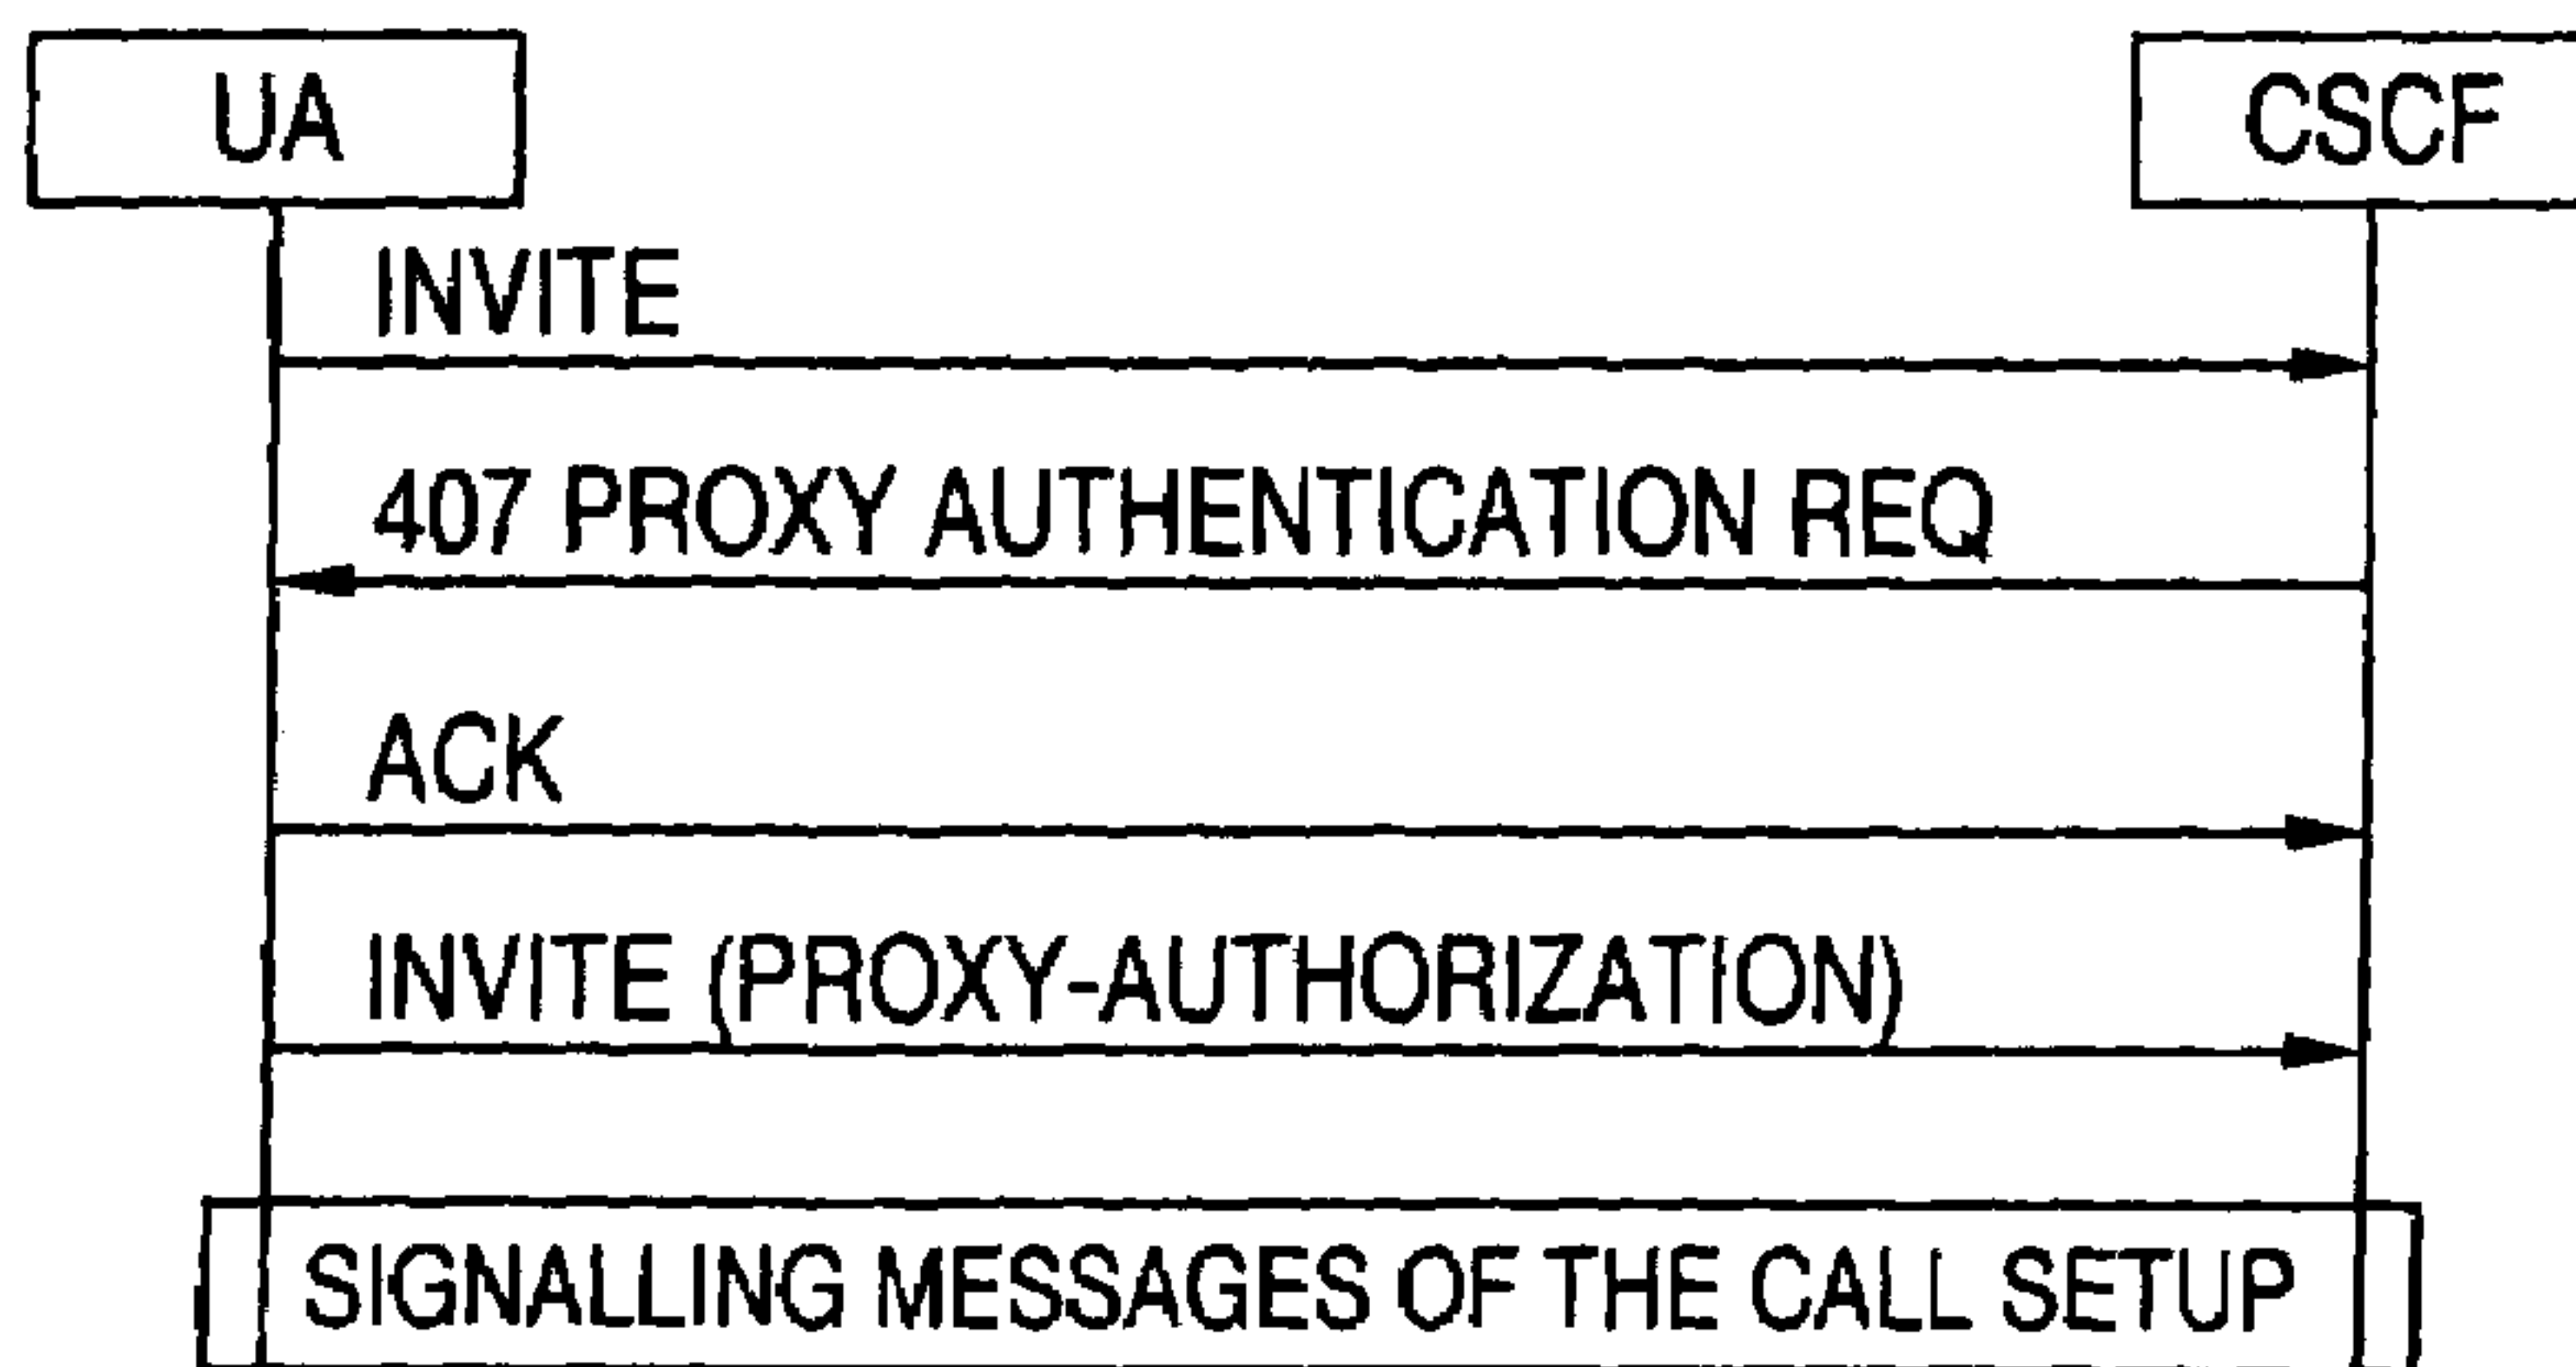 UA CSCF
INVITE
407 PROXY AUTHENTICATION REQ
ACK
INVITE (PROXY-AUTHORIZATION)
SIGNALLING MESSAGES OF THE CALL SETUP